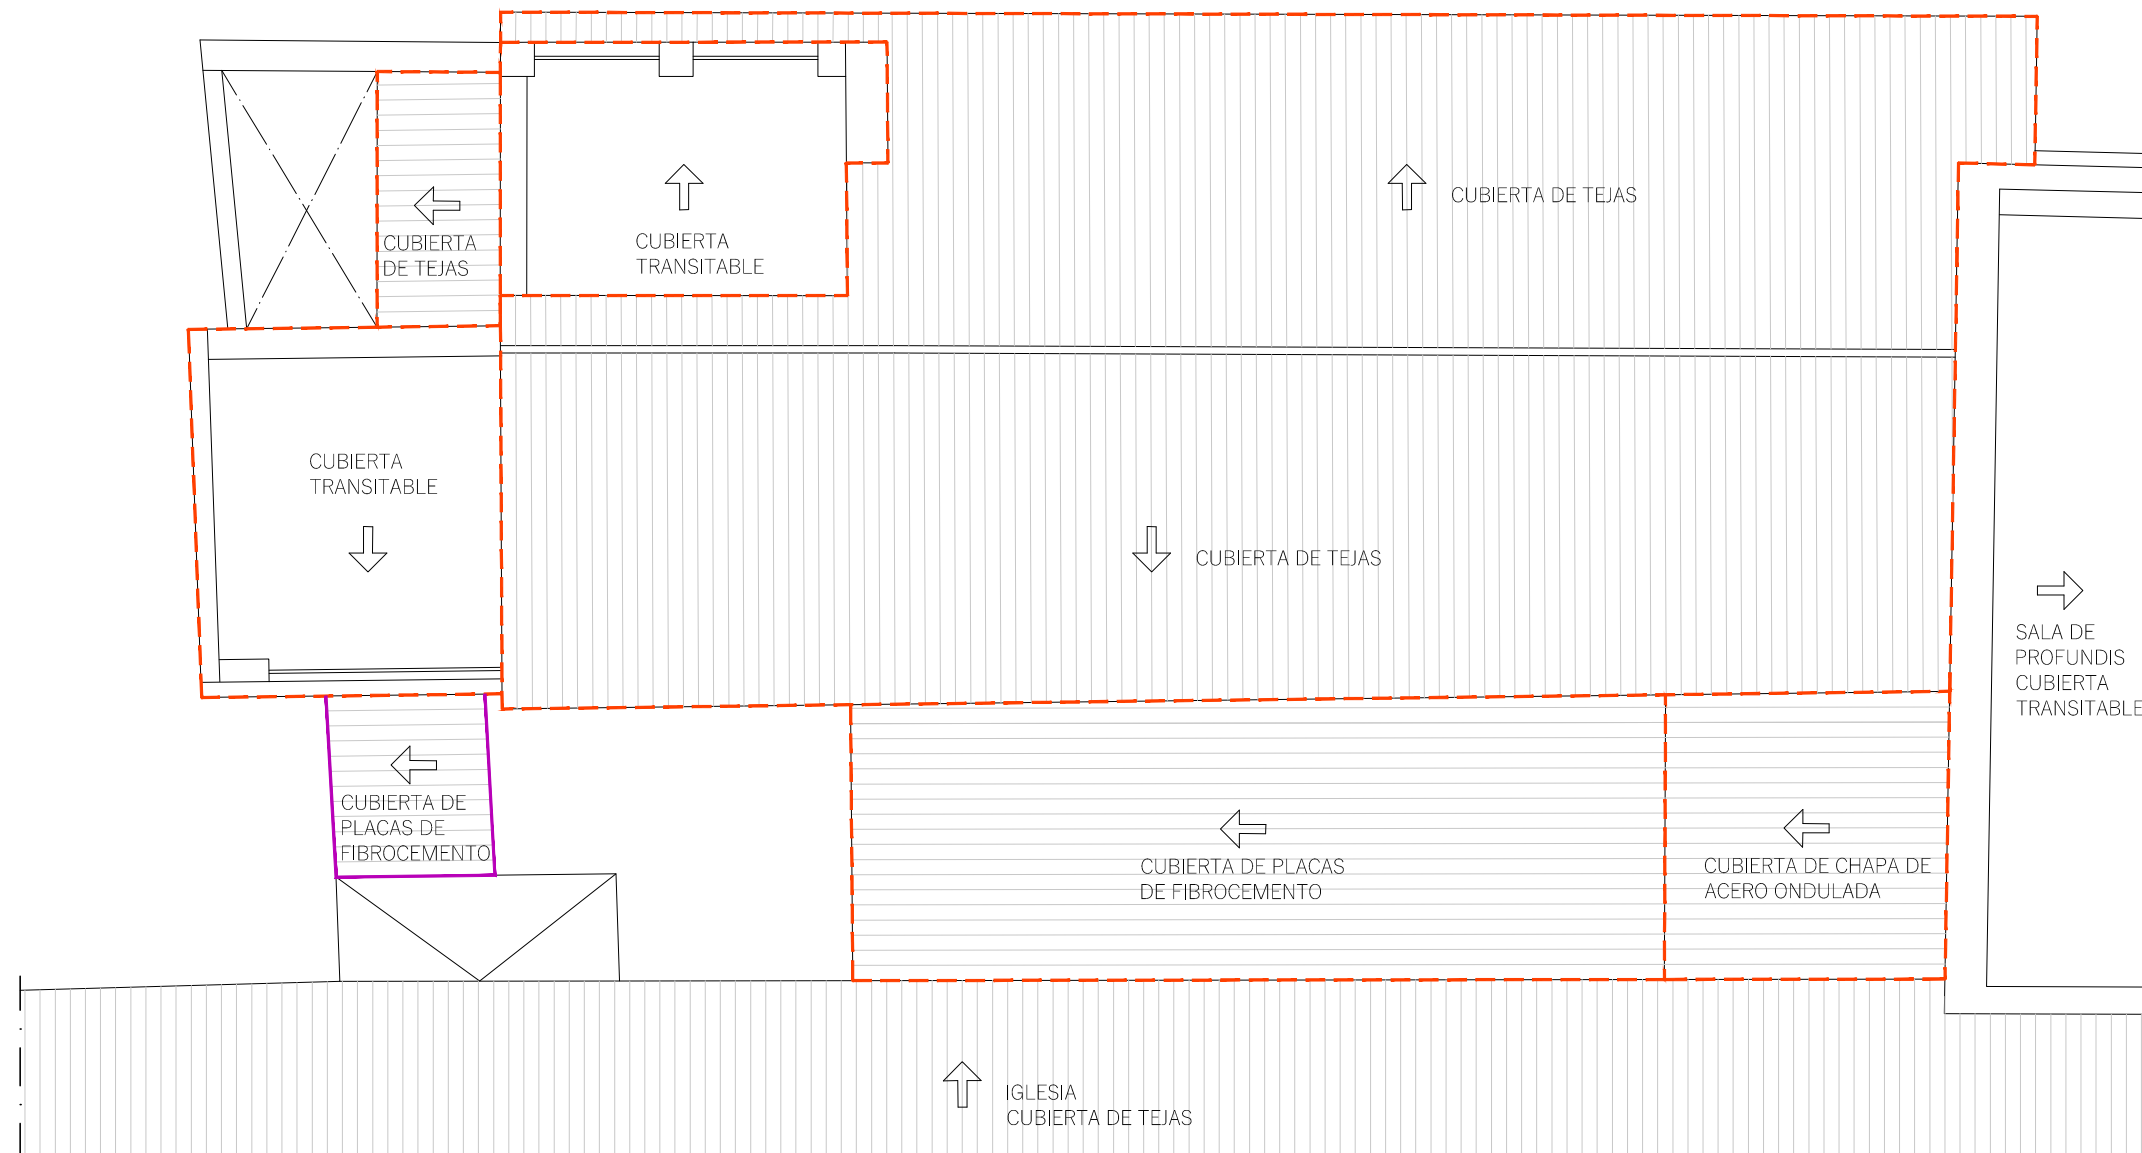 CUBIERTA DE TEJAS
CUBIERTA
DE TEJAS
CUBIERTA
TRANSITABLE
CUBIERTA
TRANSITABLE
CUBIERTA DE TEJAS
SALA DE
PROFUNDIS
CUBIERTA
TRANSITABLE
CUBIERTA DE
PLACAS DE
FIBROCEMENTO
CUBIERTA DE PLACAS
DE FIBROCEMENTO
CUBIERTA DE CHAPA DE
ACERO ONDULADA
IGLESIA
CUBIERTA DE TEJAS